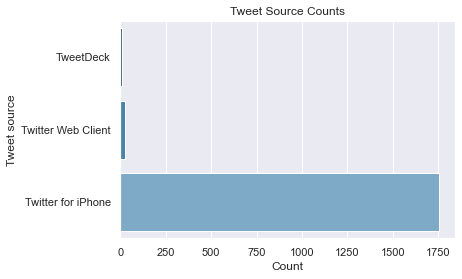 Tweet Source Counts
TweetDeck
Twitter Web Client
Twitter for iPhone
Tweet source
0 250 500 750 1000 1250 1500 1750
Count